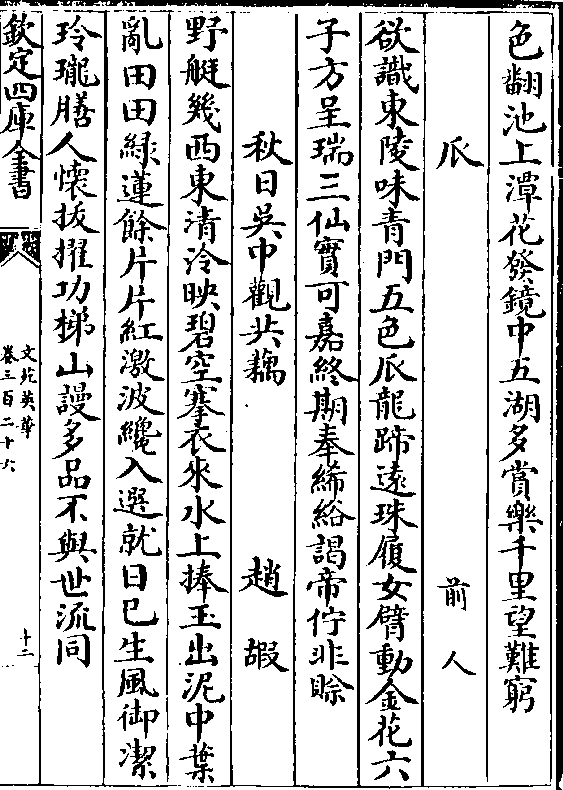 色翻池上潭花發鏡中五湖多賞樂千里望難窮
瓜 前人
欲識東陵味青門五色瓜龍蹄遠珠履女臂動金花六
子方呈瑞三仙實可嘉終期奉絺綌謁帝佇非賒
秋日吳中觀共藕 趙嘏
野艇幾西東清泠映碧空搴衣來水上捧玉出泥中葉
亂田田綠蓮餘片片紅激波纔入選就日已生風御潔
玲瓏膳人懷拔擢功梯山謾多品不與世流同
欽定四庫全書
文苑英華
卷三百二十六
十二